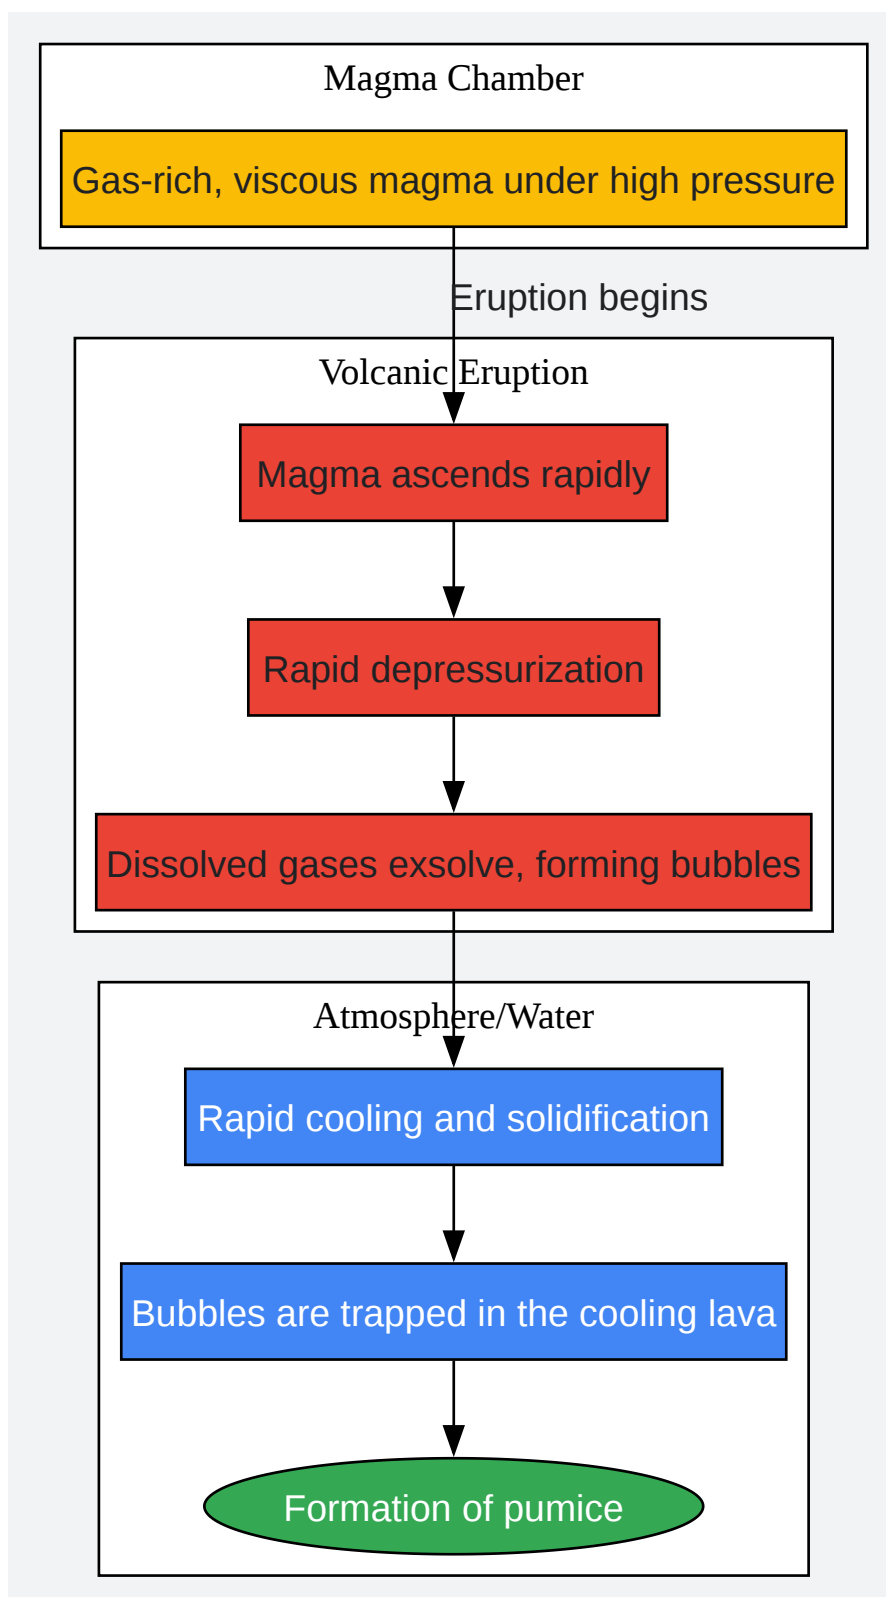 Magma Chamber
Gas-rich, viscous magma under high pressure
Eruption begins
Volcanic Eruption
Magma ascends rapidly
Rapid depressurization
Dissolved gases exsolve, forming bubbles
Atmosphere/Water
Rapid cooling and solidification
Bubbles are trapped in the cooling lava
Formation of pumice